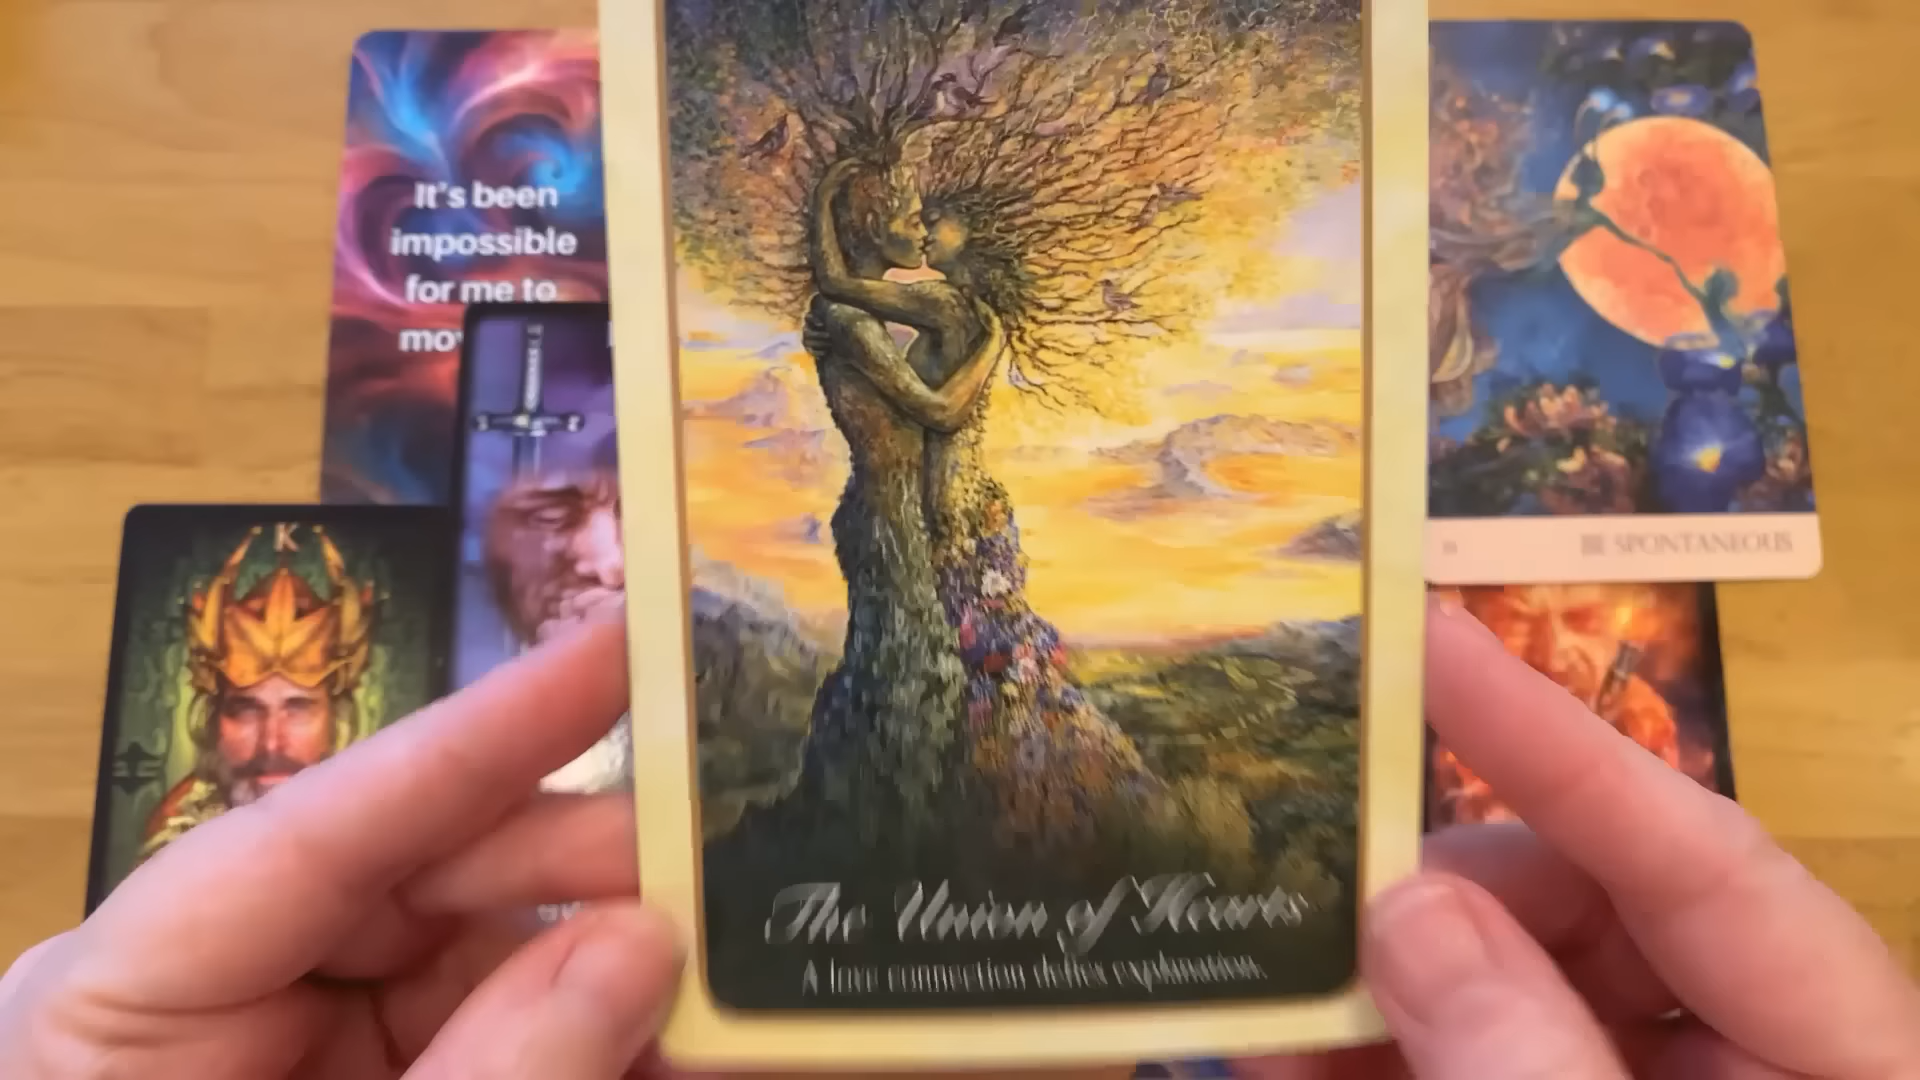 It's been
impossible
for me to
K
SPONTANEOUS
The Union of Hearts
A love connection defies explanation.